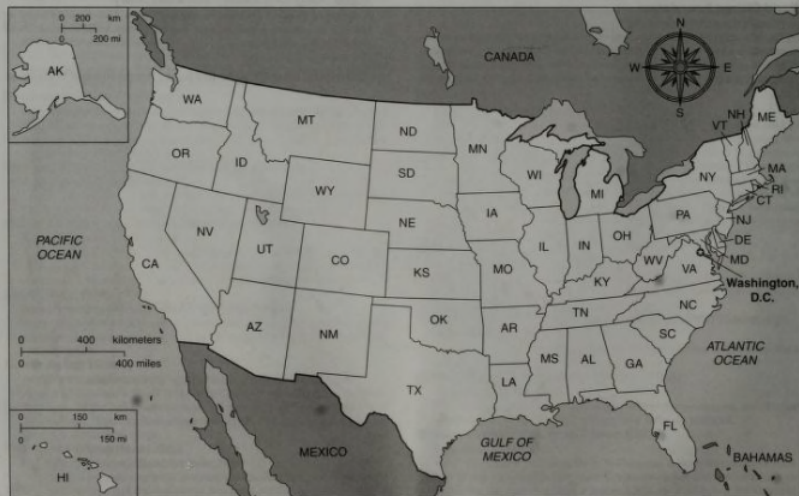 0 200 km
0 200 mi
AK
CANADA
N
W E
S
WA
MT
ND
MN
ME
NH
VT
OR
ID
SD
WI
MI
NY
MA
RI
CT
WY
IA
PA
NJ
NE
NV
UT
IL
IN
OH
DE
MD
PACIFIC
OCEAN
CA
CO
KS
MO
WV
VA
KY
Washington,
D.C.
NC
TN
AZ
NM
OK
AR
SC
0 400 kilometers
0 400 miles
MS
AL
GA
ATLANTIC
OCEAN
TX
LA
FL
0 150 km
0 150 mi
HI
MEXICO
GULF OF
MEXICO
BAHAMAS